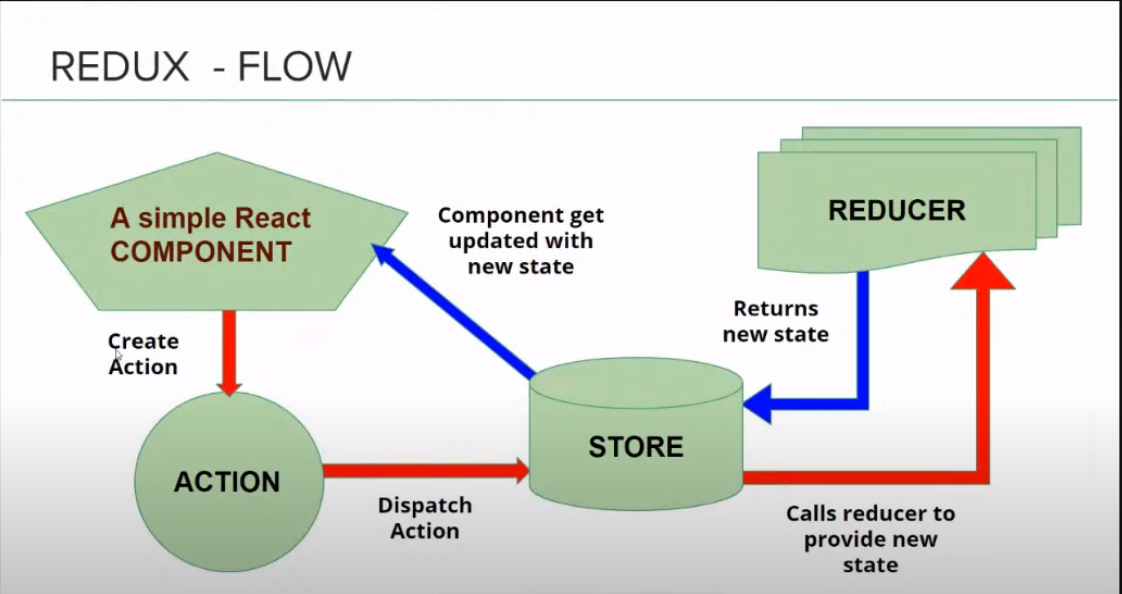 REDUX - FLOW
A simple React
COMPONENT
Component get
updated with
new state
REDUCER
Returns
new state
Create
Action
ACTION
Dispatch
Action
STORE
Calls reducer to
provide new
state